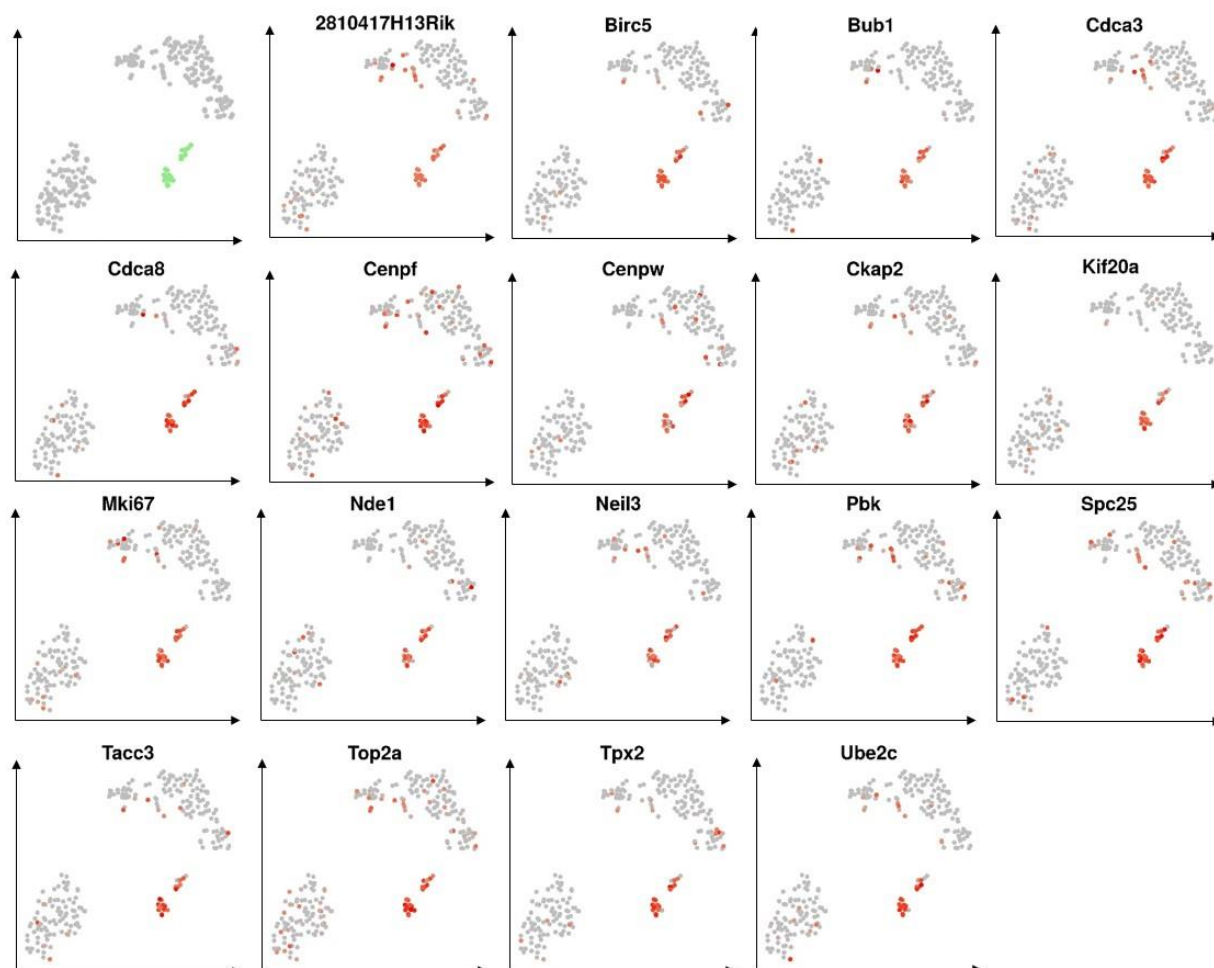 2810417H13Rik Birc5 Bub1 Cdca3
Cdca8 Cenpf Cenpw Ckap2 Kif20a
Mki67 Nde1 Neil3 Pbk Spc25
Tacc3 Top2a Tpx2 Ube2c